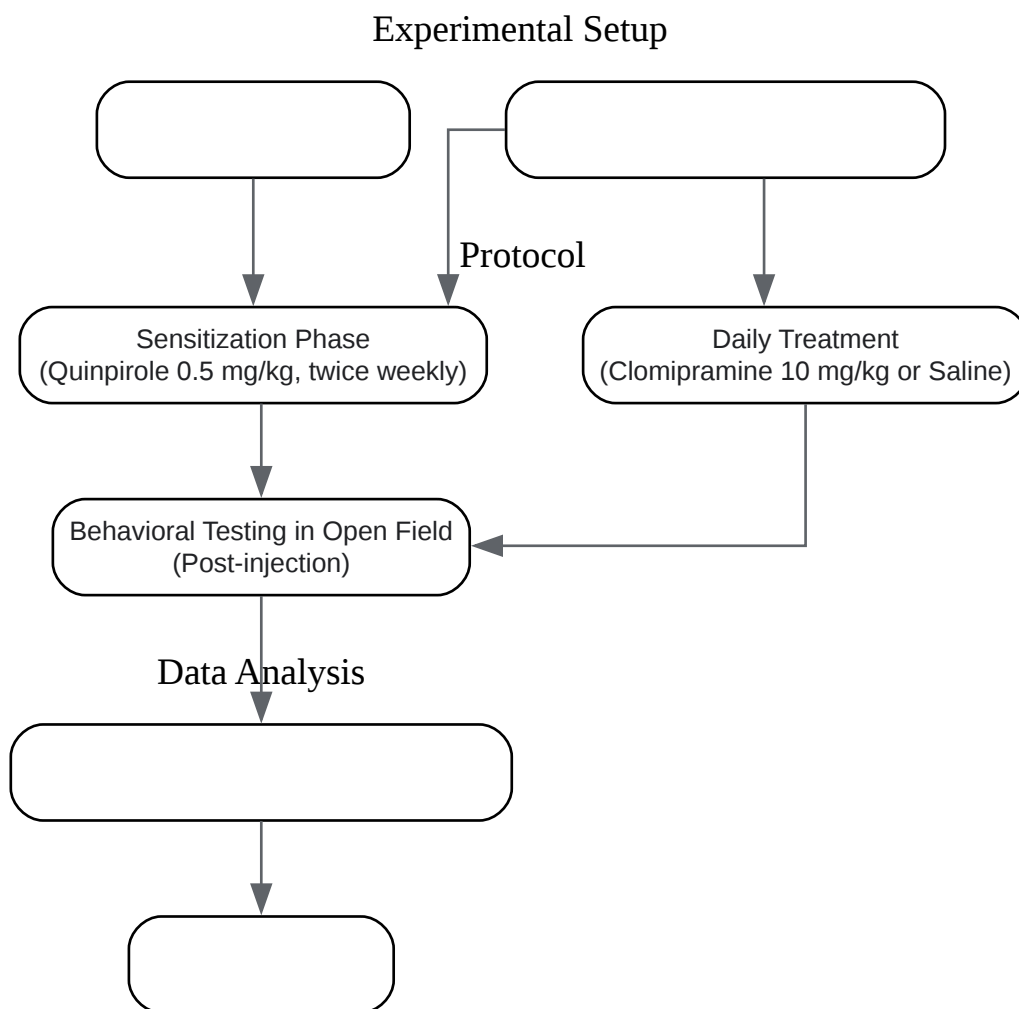 Experimental Setup
Protocol
Sensitization Phase
(Quinpirole 0.5 mg/kg, twice weekly)
Daily Treatment
(Clomipramine 10 mg/kg or Saline)
Behavioral Testing in Open Field
(Post-injection)
Data Analysis